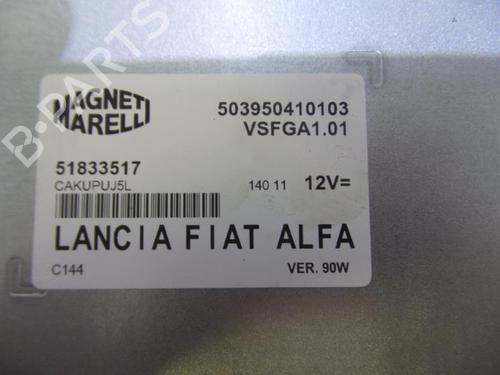 B-PARTS
MAGNETI
MARELLI
503950410103
VSFGA1.01
51833517
CAKUPUJ5L
140 11 12V=
LANCIA FIAT ALFA
C144
VER. 90W